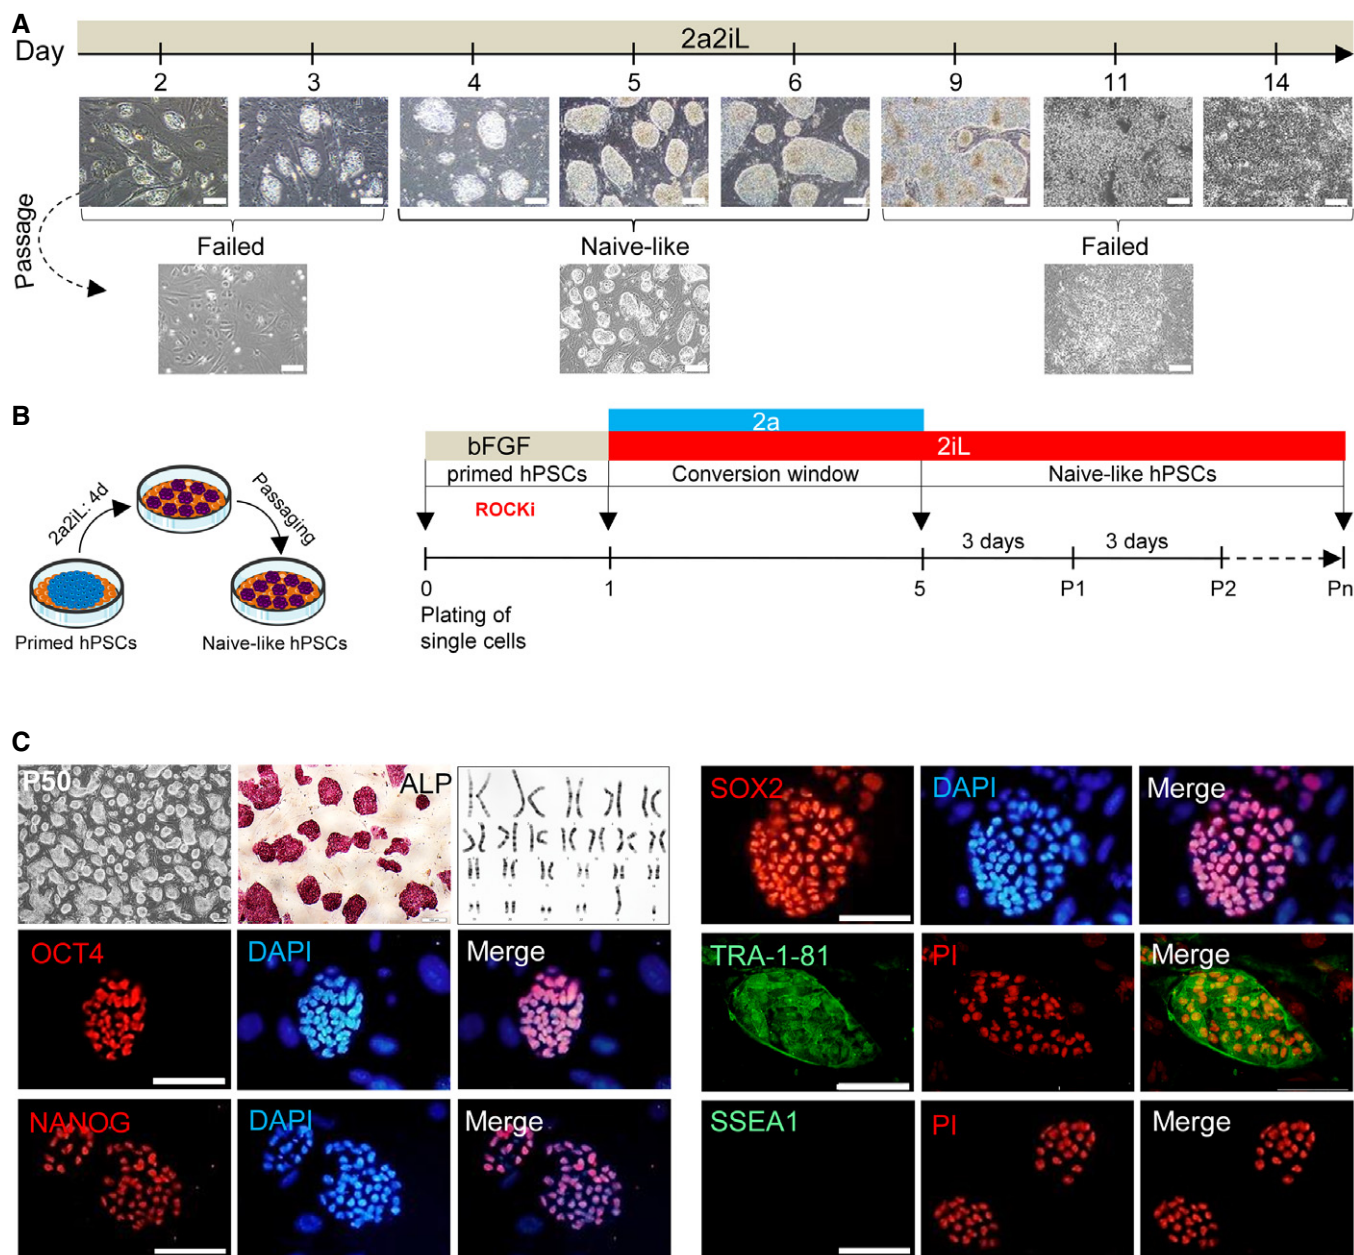 A
2a2iL
Day
2 3 4 5 6 9 11 14
Passage
Failed
Naive-like
Failed
B
2a2iL: 4d
Passaging
Primed hPSCs
Naive-like hPSCs
2a
bFGF
2iL
primed hPSCs
Conversion window
Naive-like hPSCs
ROCKi
3 days
3 days
0
1
5
P1
P2
Pn
Plating of
single cells
C
P50
ALP
SOX2
DAPI
Merge
OCT4
DAPI
Merge
TRA-1-81
PI
Merge
NANOG
DAPI
Merge
SSEA1
PI
Merge